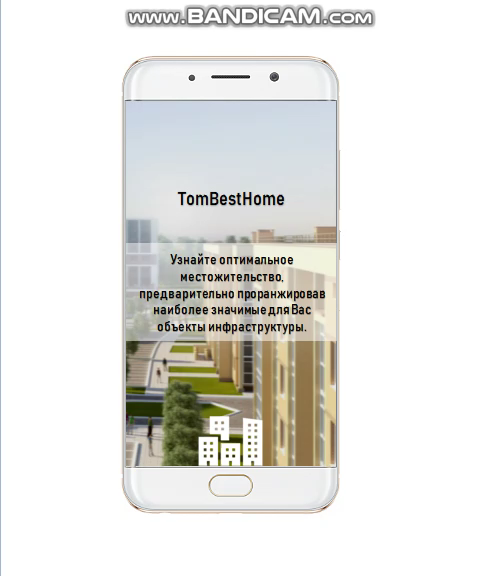 www.BANDICAM.com
TomBestHome
Узнайте оптимальное
местожительство,
предварительно проранжировав
наиболее значимые для Вас
объекты инфраструктуры.